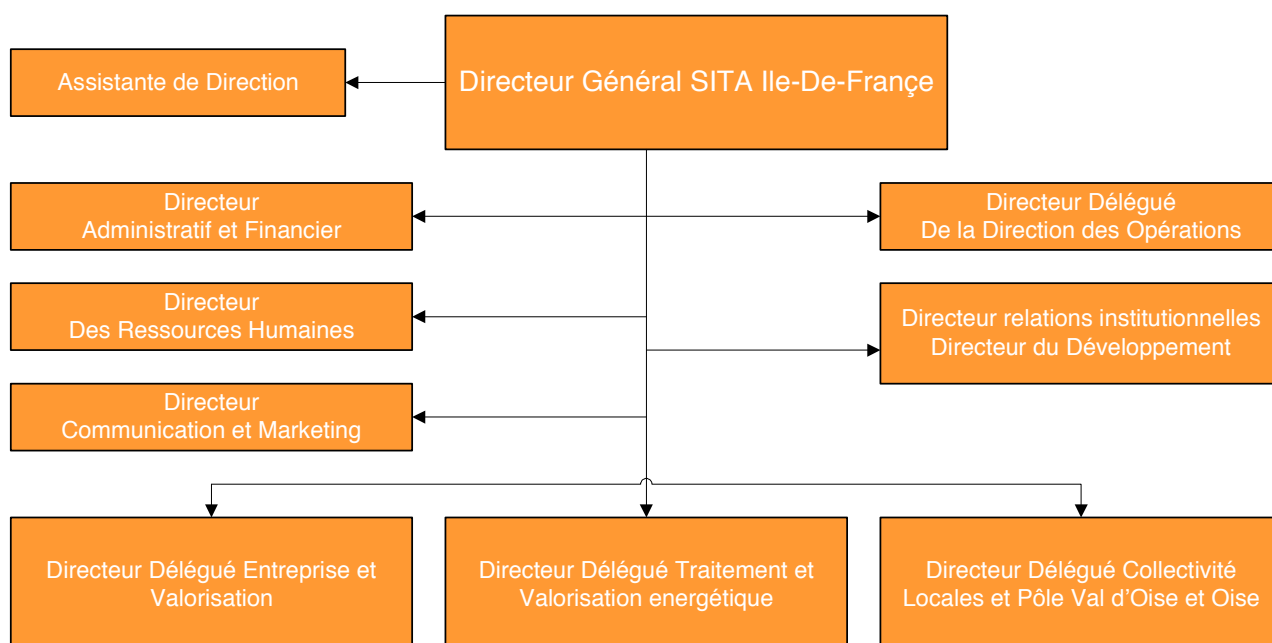 Assistante de Direction
Directeur Général SITA Ile-De-Françe
Directeur
Administratif et Financier
Directeur Délégué
De la Direction des Opérations
Directeur
Des Ressources Humaines
Directeur relations institutionnelles
Directeur du Développement
Directeur
Communication et Marketing
Directeur Délégué Entreprise et
Valorisation
Directeur Délégué Traitement et
Valorisation energétique
Directeur Délégué Collectivité
Locales et Pôle Val d'Oise et Oise